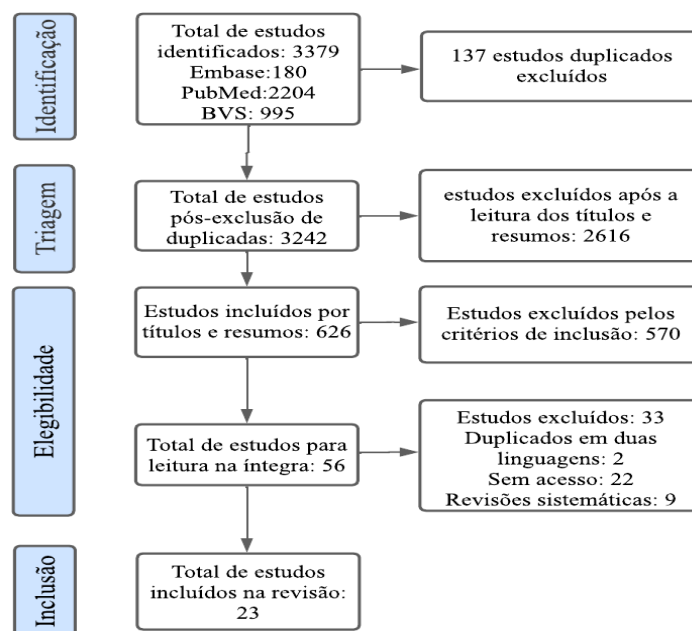 Identificação
Total de estudos
identificados: 3379
Embase:180
PubMed:2204
BVS: 995
137 estudos duplicados
excluídos
Triagem
Total de estudos
pós-exclusão de
duplicadas: 3242
estudos excluídos após a
leitura dos títulos e
resumos: 2616
Elegibilidade
Estudos incluídos por
títulos e resumos: 626
Estudos excluídos pelos
critérios de inclusão: 570
Total de estudos para
leitura na íntegra: 56
Estudos excluídos: 33
Duplicados em duas
linguagens: 2
Sem acesso: 22
Revisões sistemáticas: 9
Inclusão
Total de estudos
incluídos na revisão:
23